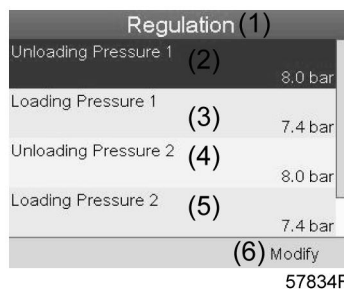 Regulation (1)
Unloading Pressure 1
(2)
8.0 bar
Loading Pressure 1
(3)
7.4 bar
Unloading Pressure 2
(4)
8.0 bar
Loading Pressure 2
(5)
7.4 bar
(6) Modify
57834F